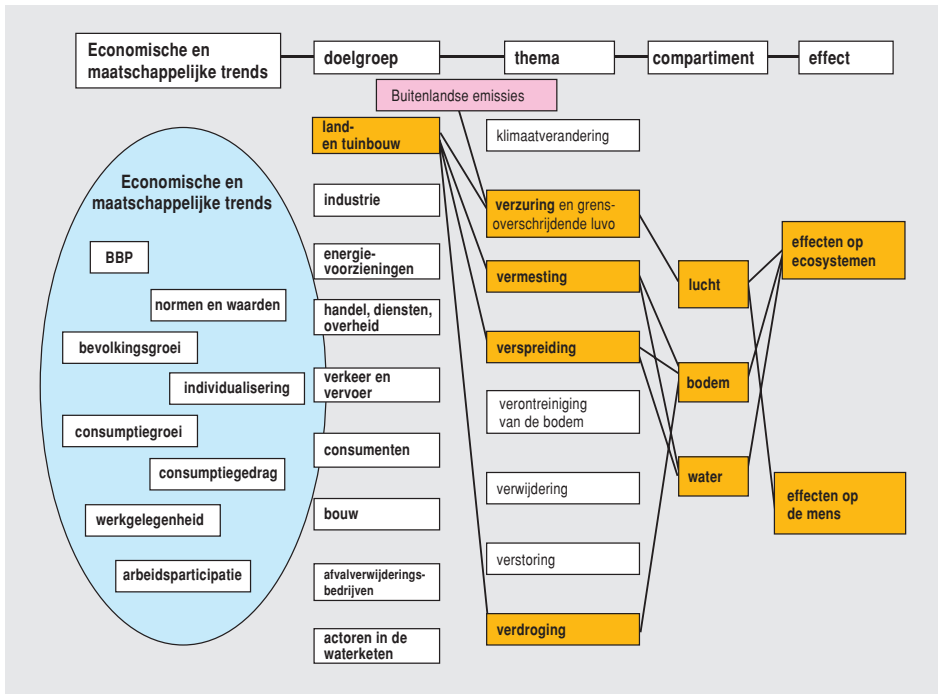 Economische en
maatschappelijke trends
doelgroep
thema
compartiment
effect
Buitenlandse emissies
Economische en
maatschappelijke trends
BBP
normen en waarden
bevolkingsgroei
individualisering
consumptiegroei
consumptiegedrag
werkgelegenheid
arbeidsparticipatie
land-
en tuinbouw
industrie
energie-
voorzieningen
handel, diensten,
overheid
verkeer en
vervoer
consumenten
bouw
afvalverwijderings-
bedrijven
actoren in de
waterketen
klimaatverandering
verzuring en grens-
overschrijdende luvo
vermesting
verspreiding
verontreiniging
van de bodem
verwijdering
verstoring
verdroging
lucht
bodem
water
effecten op
ecosystemen
effecten op
de mens